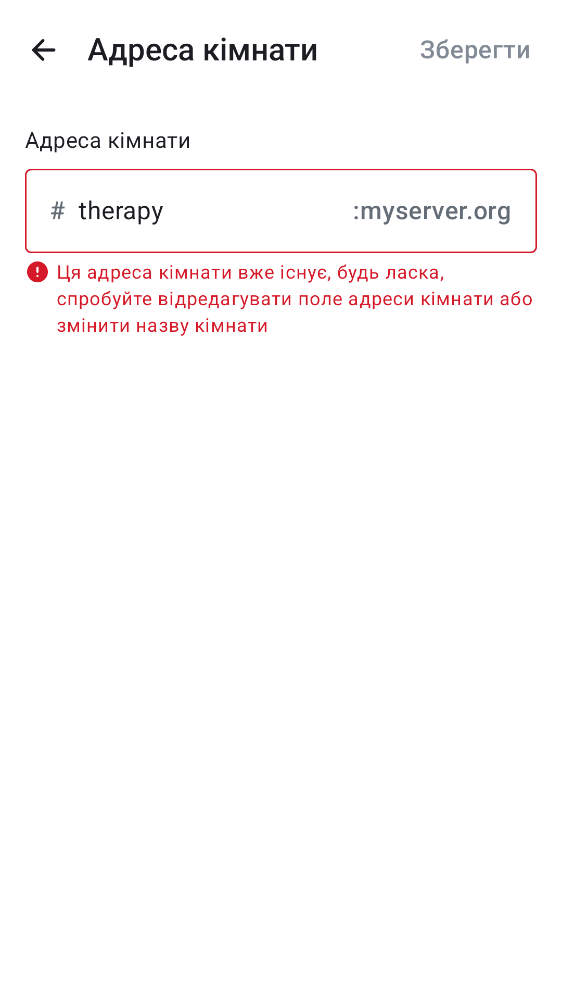 Адреса кімнати
Зберегти
Адреса кімнати
# therapy :myserver.org
Ця адреса кімнати вже існує, будь ласка,
спробуйте відредагувати поле адреси кімнати або
змінити назву кімнати